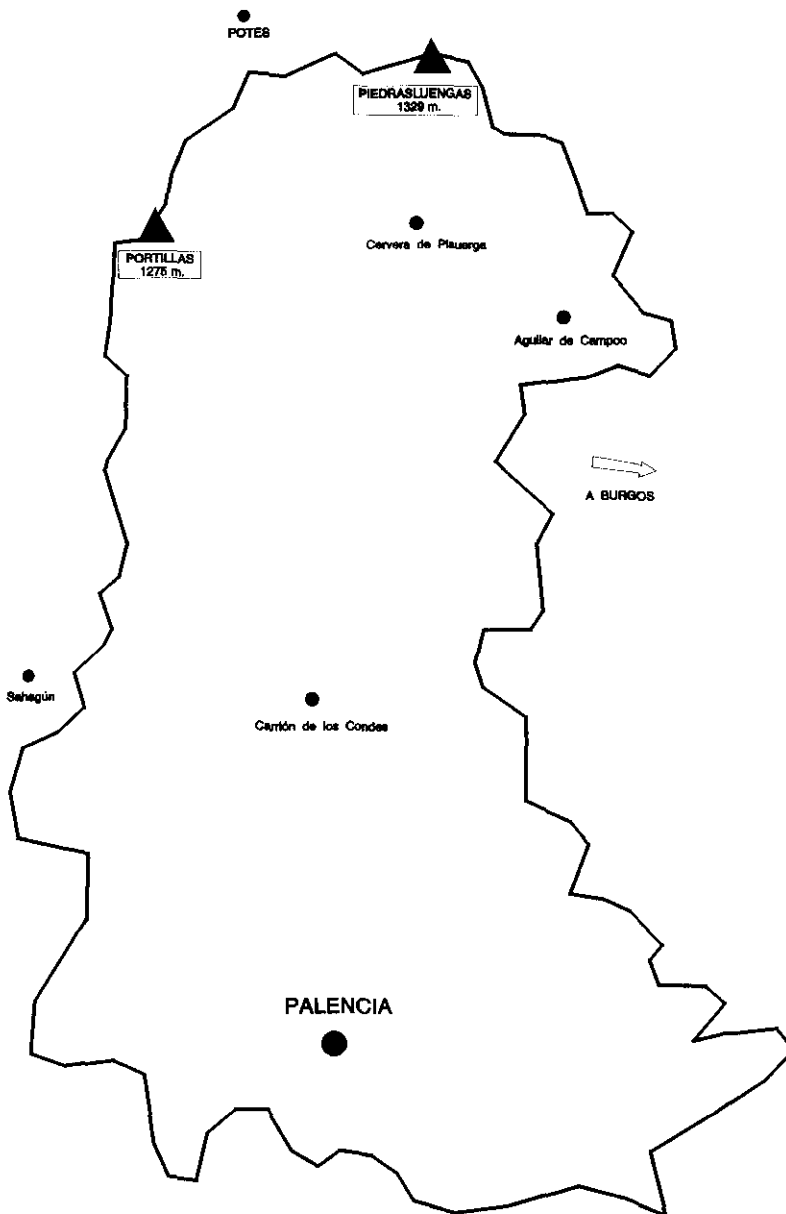 POTES
PIEDRASLUENGAS
1329 m.
PORTILLAS
1275 m.
Cervera de Pisuerga
Aguilar de Campoo
A BURGOS
Sahagún
Carrión de los Condes
PALENCIA